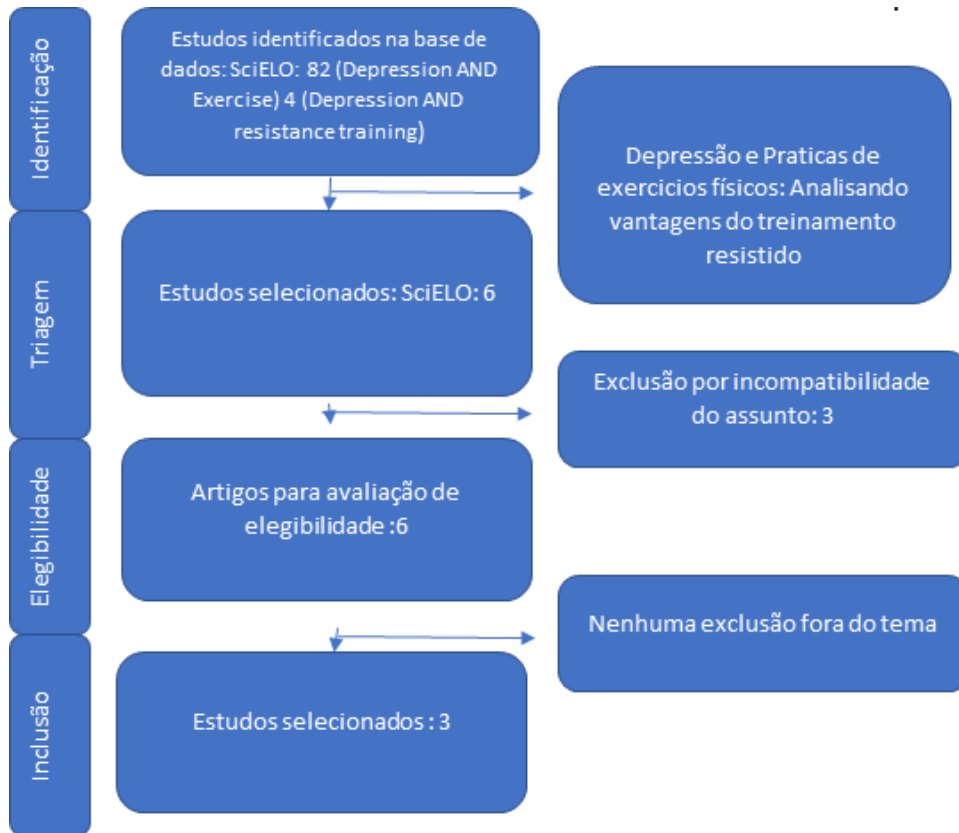 Identificação
Estudos identificados na base de
dados: SciELO: 82 (Depression AND
Exercise) 4 (Depression AND
resistance training)
Depressão e Praticas de
exercicios físicos: Analisando
vantagens do treinamento
resistido
Triagem
Estudos selecionados: SciELO: 6
Exclusão por incompatibilidade
do assunto: 3
Elegibilidade
Artigos para avaliação de
elegibilidade :6
Nenhuma exclusão fora do tema
Inclusão
Estudos selecionados : 3